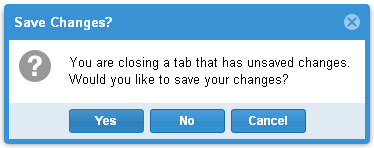 Save Changes?
You are closing a tab that has unsaved changes.
Would you like to save your changes?
Yes No Cancel